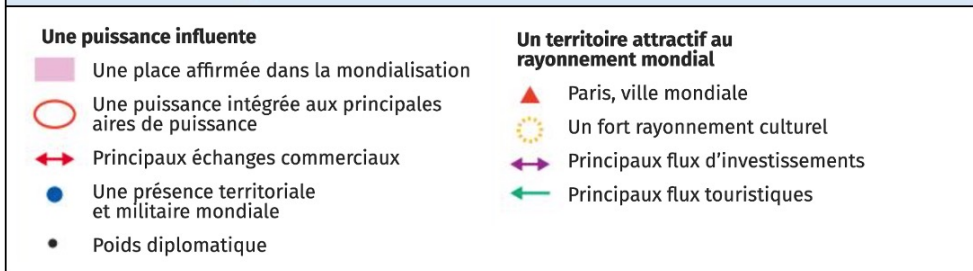 Une puissance influente
Une place affirmée dans la mondialisation
Une puissance intégrée aux principales
aires de puissance
Principaux échanges commerciaux
Une présence territoriale
et militaire mondiale
Poids diplomatique
Un territoire attractif au
rayonnement mondial
Paris, ville mondiale
Un fort rayonnement culturel
Principaux flux d'investissements
Principaux flux touristiques